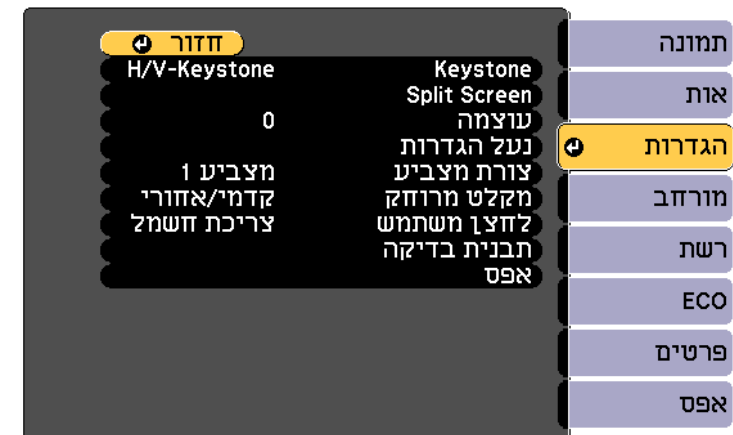 חזור
Keystone H/V-Keystone
Split Screen
עוצמה 0
נעל הגדרות
צורת מצביע מצביע 1
מקלט מרוחק קדמי/אחורי
לחצן משתמש צריכת חשמל
תבנית בדיקה
אפס
תמונה
אות
הגדרות
מורחב
רשת
ECO
פרטים
אפס